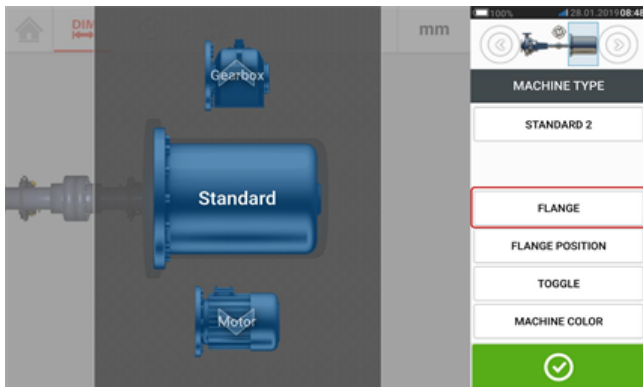 DIM
mm
Gearbox
Standard
Motor
100%
28.01.2019 08:48
MACHINE TYPE
STANDARD 2
FLANGE
FLANGE POSITION
TOGGLE
MACHINE COLOR